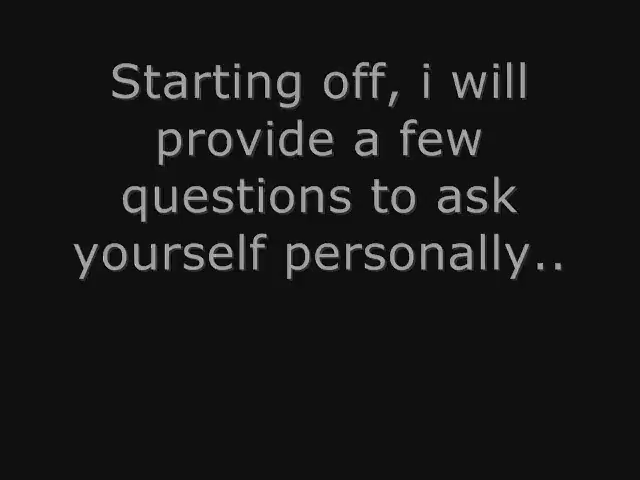 Starting off, i will
provide a few
questions to ask
yourself personally..